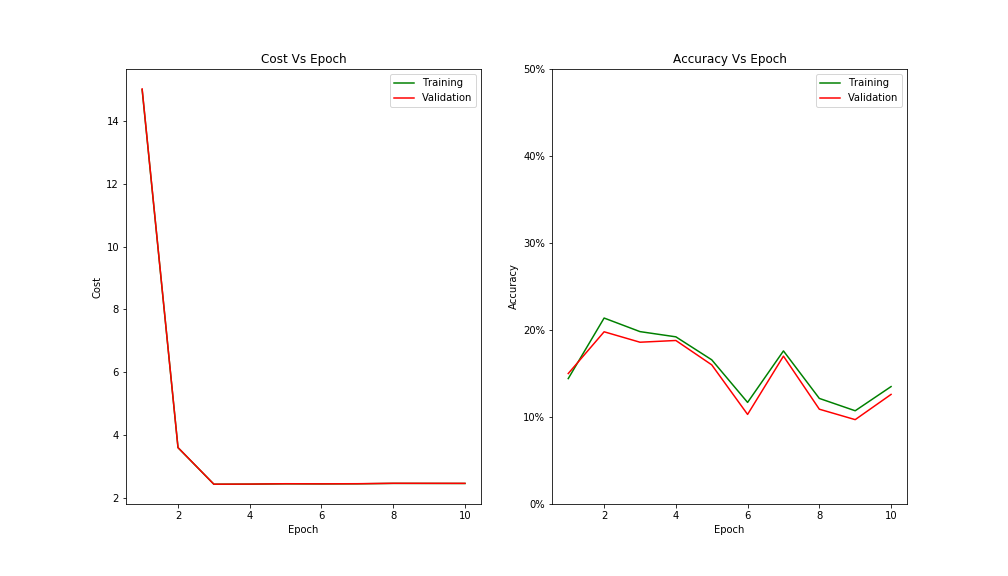 Cost Vs Epoch
Training
Validation
14
12
10
8
6
4
2
Cost
2 4 6 8 10
Epoch
Accuracy Vs Epoch
Training
Validation
50%
40%
30%
20%
10%
0%
Accuracy
2 4 6 8 10
Epoch